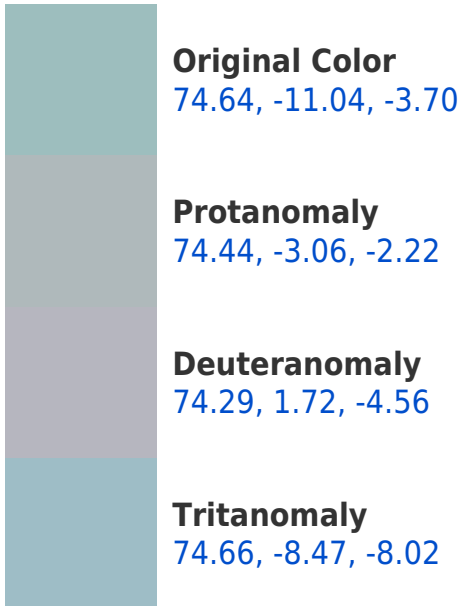 Original Color
74.64, -11.04, -3.70
Protanomaly
74.44, -3.06, -2.22
Deuteranomaly
74.29, 1.72, -4.56
Tritanomaly
74.66, -8.47, -8.02